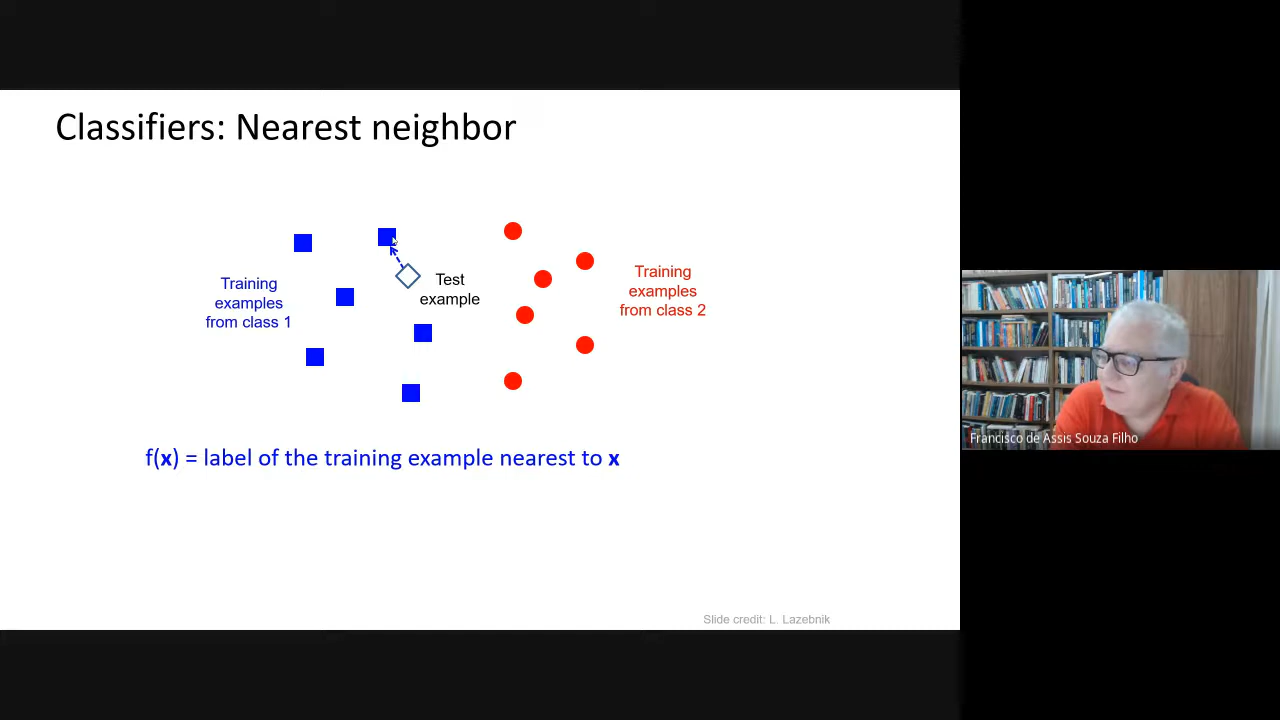 Classifiers: Nearest neighbor
Training
examples
from class 1
Test
example
Training
examples
from class 2
f(x) = label of the training example nearest to x
Slide credit: L. Lazebnik
Francisco de Assis Souza Filho